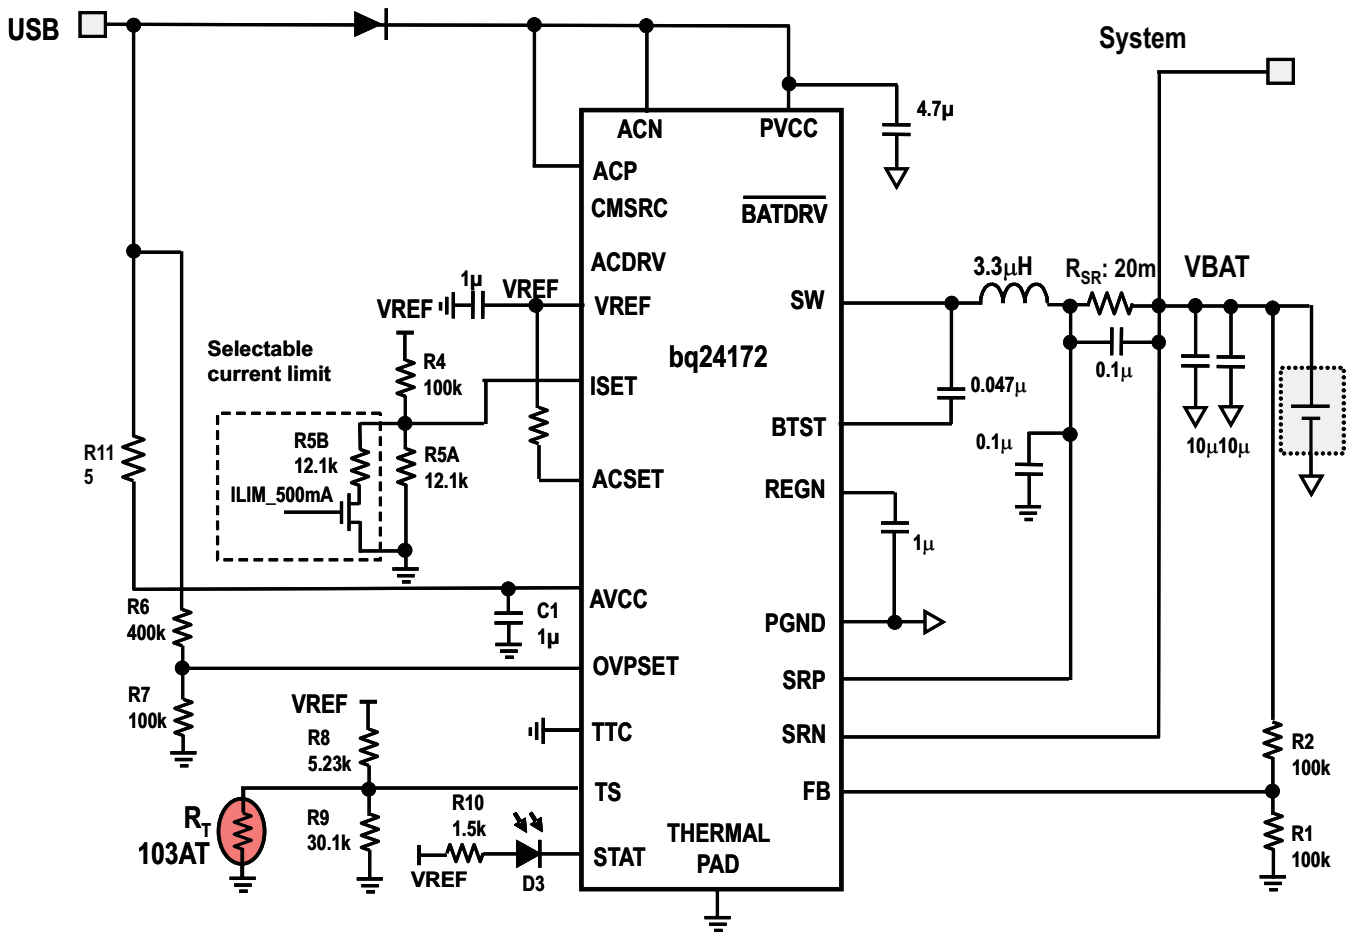 USB
System
4.7µ
ACN
PVCC
ACP
CMSRC
BATDRV
ACDRV
1µ
VREF
VREF
VREF
SW
3.3µH
RSR: 20m
VBAT
Selectable
current limit
R4
100k
bq24172
ISET
0.1µ
0.047µ
BTST
R5B
12.1k
R5A
12.1k
R11
5
ILIM_500mA
ACSET
REGN
0.1µ
10µ
10µ
1µ
AVCC
C1
1µ
R6
400k
PGND
OVPSET
SRP
R7
100k
VREF
R8
5.23k
TTC
SRN
R2
100k
TS
FB
RT
103AT
R9
30.1k
R10
1.5k
VREF
D3
STAT
THERMAL
PAD
R1
100k